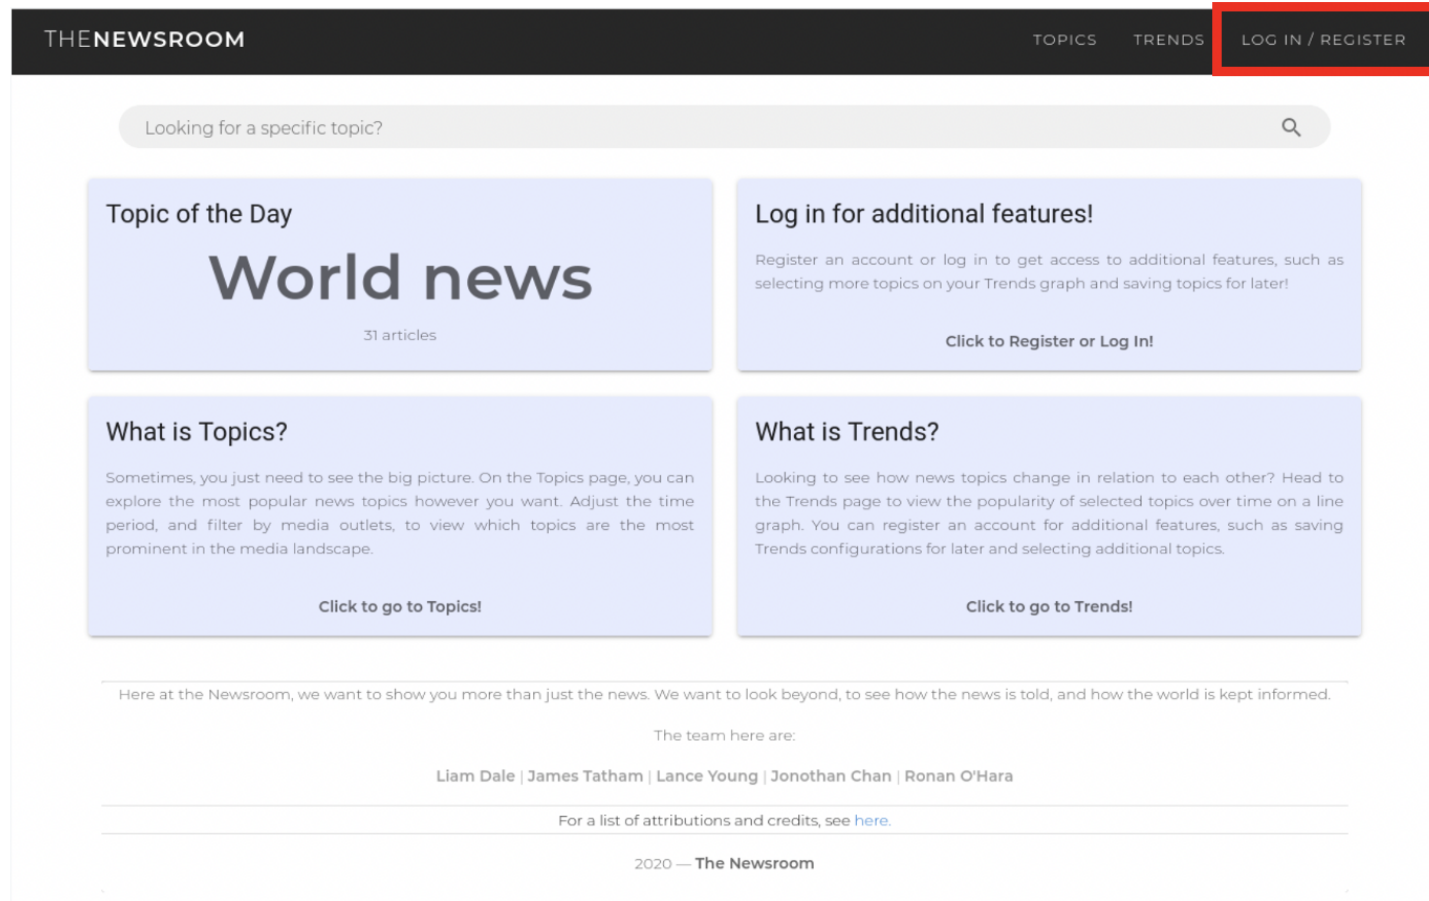 THENEWSROOM
TOPICS TRENDS LOG IN / REGISTER
Looking for a specific topic?
Topic of the Day
World news
31 articles
Log in for additional features!
Register an account or log in to get access to additional features, such as
selecting more topics on your Trends graph and saving topics for later!
Click to Register or Log In!
What is Topics?
Sometimes, you just need to see the big picture. On the Topics page, you can
explore the most popular news topics however you want. Adjust the time
period, and filter by media outlets, to view which topics are the most
prominent in the media landscape.
Click to go to Topics!
What is Trends?
Looking to see how news topics change in relation to each other? Head to
the Trends page to view the popularity of selected topics over time on a line
graph. You can register an account for additional features, such as saving
Trends configurations for later and selecting additional topics.
Click to go to Trends!
Here at the Newsroom, we want to show you more than just the news. We want to look beyond, to see how the news is told, and how the world is kept informed.
The team here are:
Liam Dale | James Tatham | Lance Young | Jonothan Chan | Ronan O'Hara
For a list of attributions and credits, see here.
2020 — The Newsroom